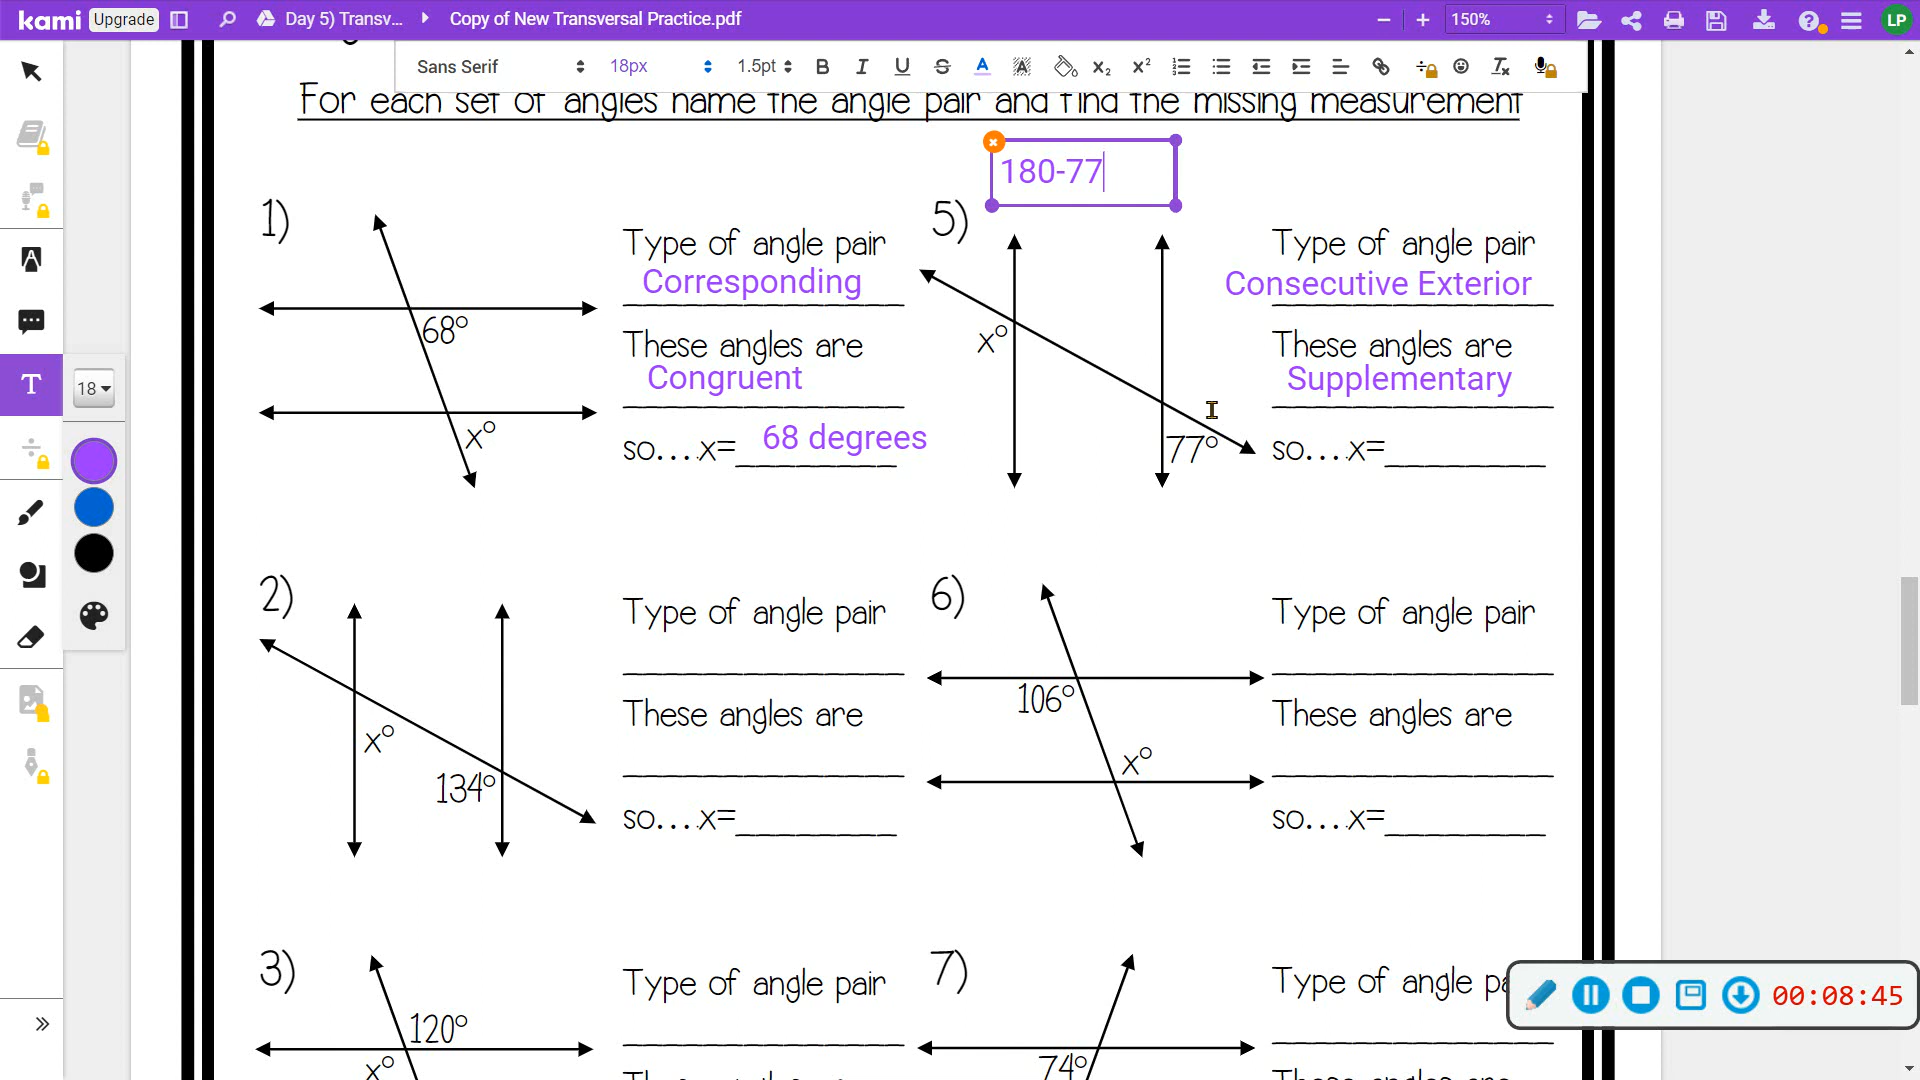 kami Upgrade Day 5) Transv... Copy of New Transversal Practice.pdf 150% LP
Sans Serif 18px 1.5pt
For each set of angles name the angle pair and find the missing measurement
180-77
1)
Type of angle pair
Corresponding
68°
These angles are
Congruent
x°
so....x=________ 68 degrees
5)
Type of angle pair
Consecutive Exterior
x°
These angles are
Supplementary
77°
so....x=________
18
2)
Type of angle pair
These angles are
x°
134°
so....x=________
6)
Type of angle pair
106°
These angles are
x°
so....x=________
3)
Type of angle pair
120°
x°
7)
Type of angle pa
74°
00:08:45